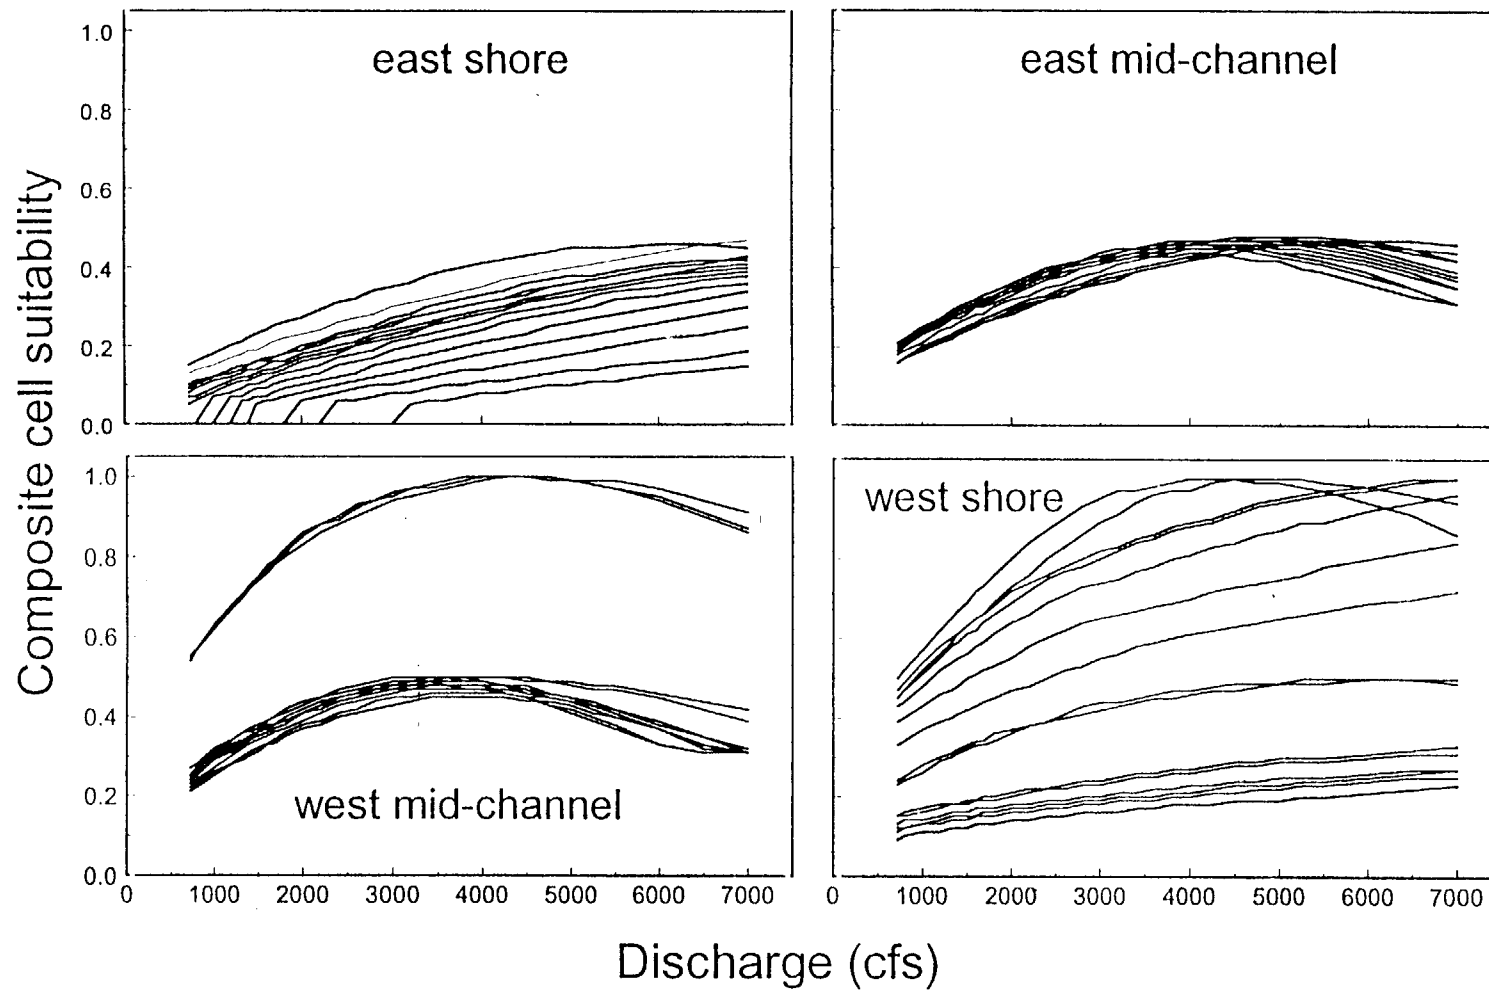 Composite cell suitability
1.0
0.8
0.6
0.4
0.2
0.0
east shore
east mid-channel
1.0
0.8
0.6
0.4
0.2
0.0
west mid-channel
west shore
0 1000 2000 3000 4000 5000 6000 7000
0 1000 2000 3000 4000 5000 6000 7000
Discharge (cfs)